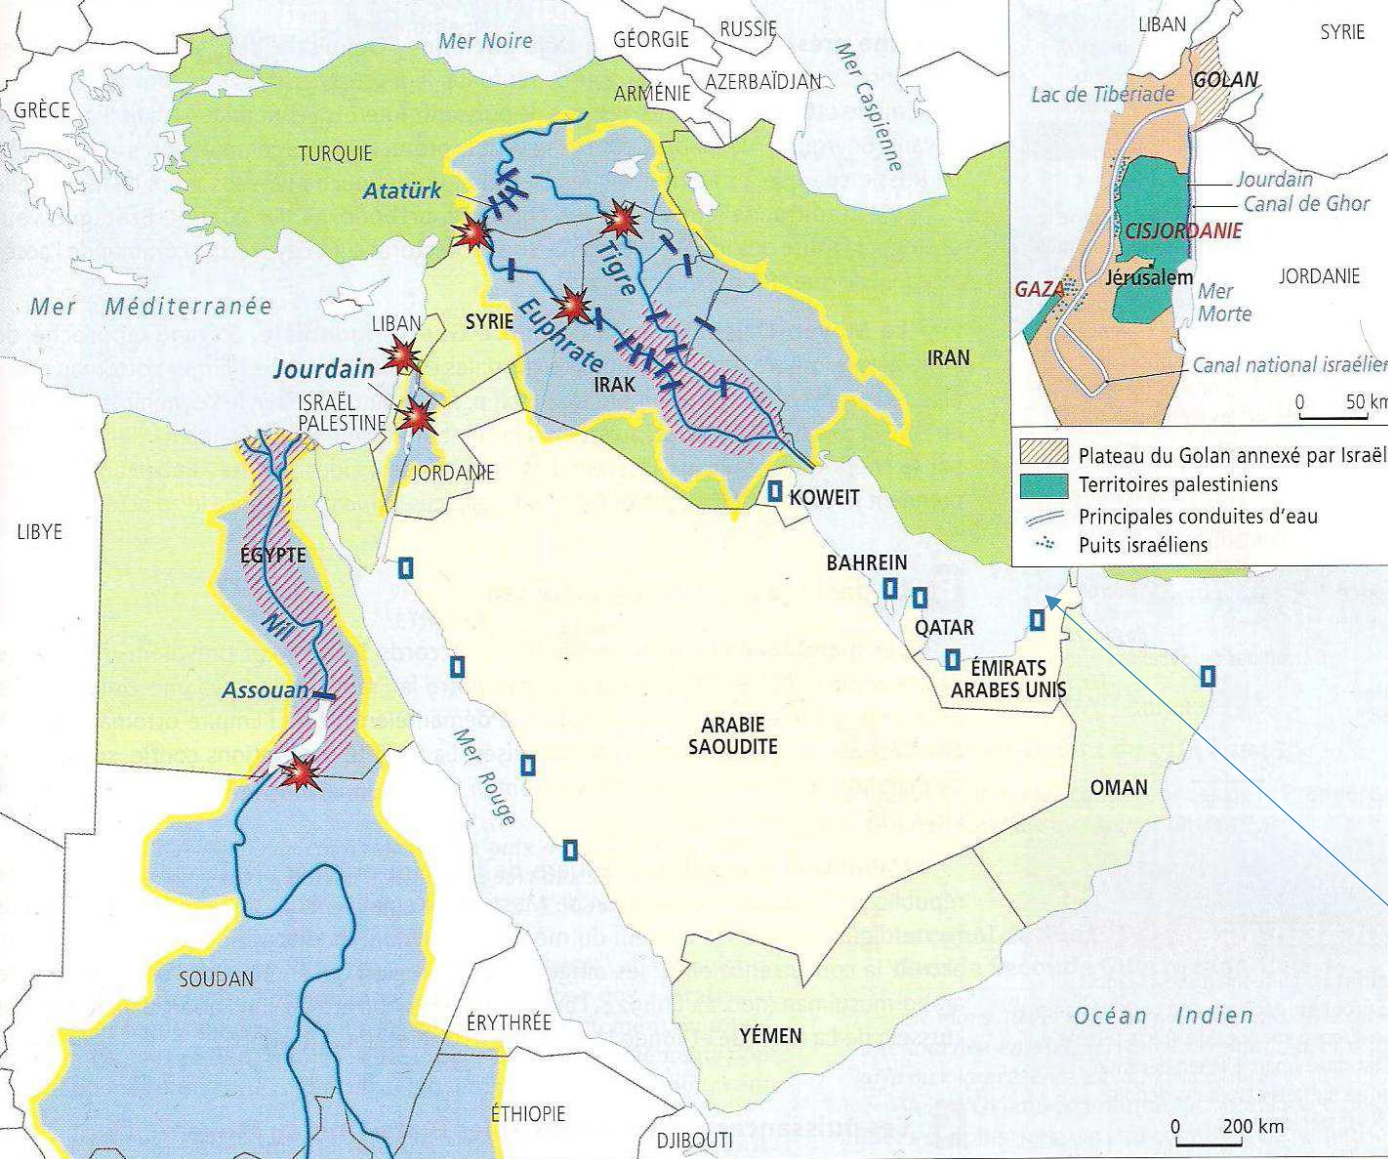 Mer Noire
GÉORGIE
RUSSIE
ARMÉNIE
AZERBAÏDJAN
Mer Caspienne
GRÈCE
TURQUIE
Atatürk
Tigre
Euphrate
Mer Méditerranée
LIBAN
SYRIE
Jourdain
IRAK
IRAN
ISRAËL
PALESTINE
JORDANIE
KOWEIT
LIBYE
ÉGYPTE
BAHREIN
Nil
QATAR
Assouan
ÉMIRATS
ARABES UNIS
ARABIE
SAOUDITE
Mer Rouge
OMAN
SOUDAN
ÉRYTHRÉE
YÉMEN
Océan Indien
ÉTHIOPIE
DJIBOUTI
0 200 km
LIBAN
SYRIE
GOLAN
Lac de Tibériade
Jourdain
Canal de Ghor
CISJORDANIE
Jérusalem
JORDANIE
GAZA
Mer
Morte
Canal national israélien
0 50 km
Plateau du Golan annexé par Israël
Territoires palestiniens
Principales conduites d'eau
Puits israéliens